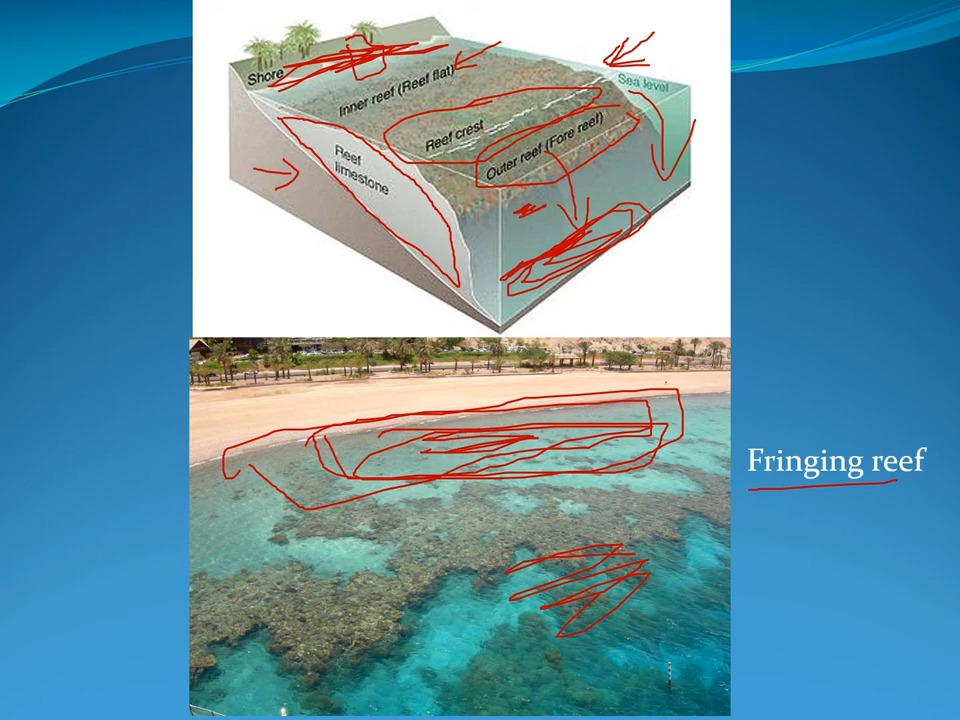 Shore
Inner reef (Reef flat)
Sea level
Reef crest
Outer reef (Fore reef)
Reef
limestone
Fringing reef